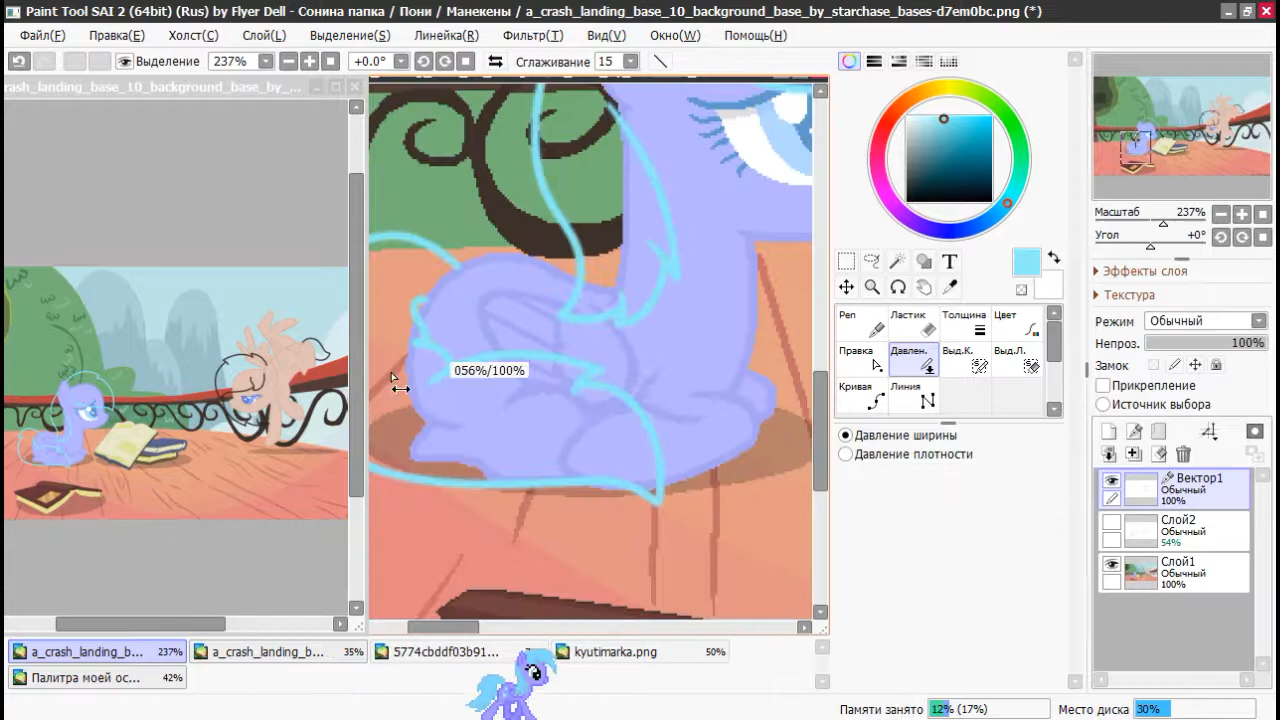 Paint Tool SAI 2 (64bit) (Rus) by Flyer Dell - Сонина папка / Пони / Манекены / a_crash_landing_base_10_background_base_by_starchase_bases-d7em0bc.png (*)
Файл(F) Правка(E) Холст(C) Слой(L) Выделение(S) Линейка(R) Фильтр(T) Вид(V) Окно(W) Помощь(H)
Выделение 237% +0.0° Сглаживание 15
crash_landing_base_10_background_base_by_...
056%/100%
T
Масштаб 237%
Угол +0°
Эффекты слоя
Текстура
Режим Обычный
Непроз. 100%
Замок
Прикрепление
Источник выбора
Pen Ластик Толщина Цвет
Правка Давлен. Выд.К. Выд.Л.
Кривая Линия
Давление ширины
Давление плотности
Вектор1
Обычный
100%
Слой2
Обычный
54%
Слой1
Обычный
100%
a_crash_landing_b... 237%
a_crash_landing_b... 35%
5774cbddf03b91...
kyutimarka.png 50%
Палитра моей ос... 42%
Памяти занято 12% (17%) Место диска 30%